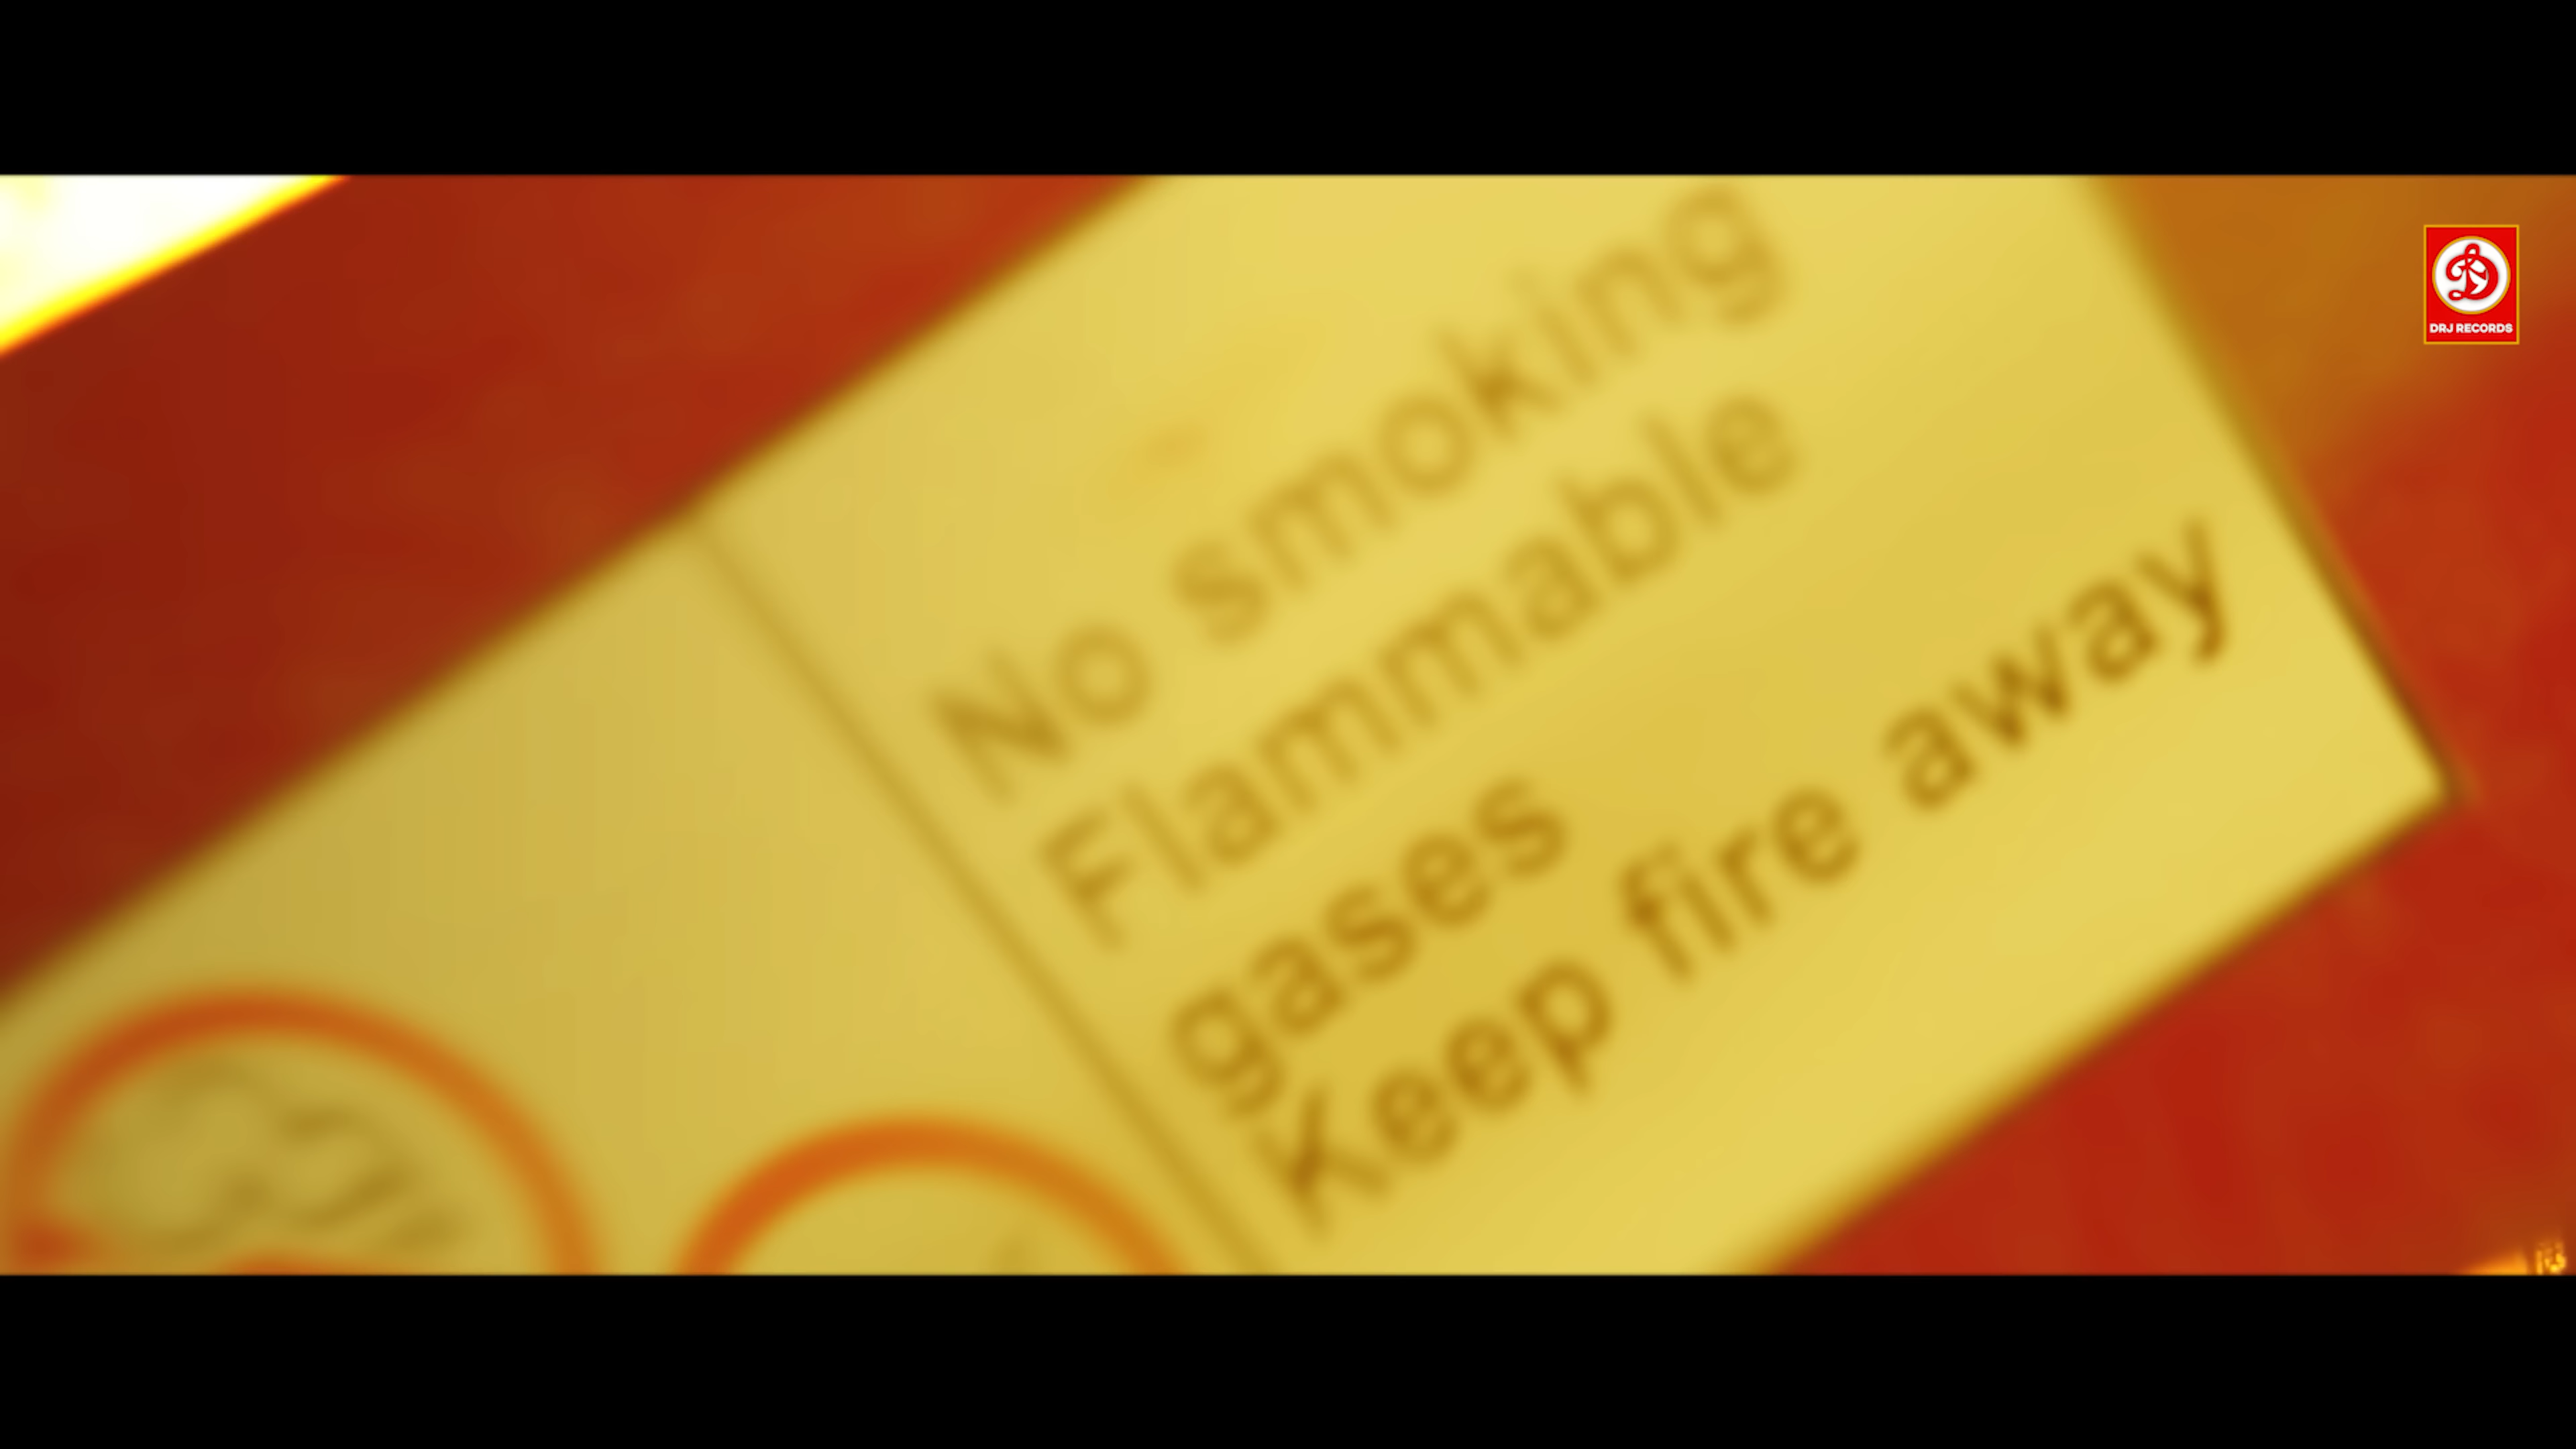 No smoking
Flammable
gases
Keep fire away
DRJ RECORDS